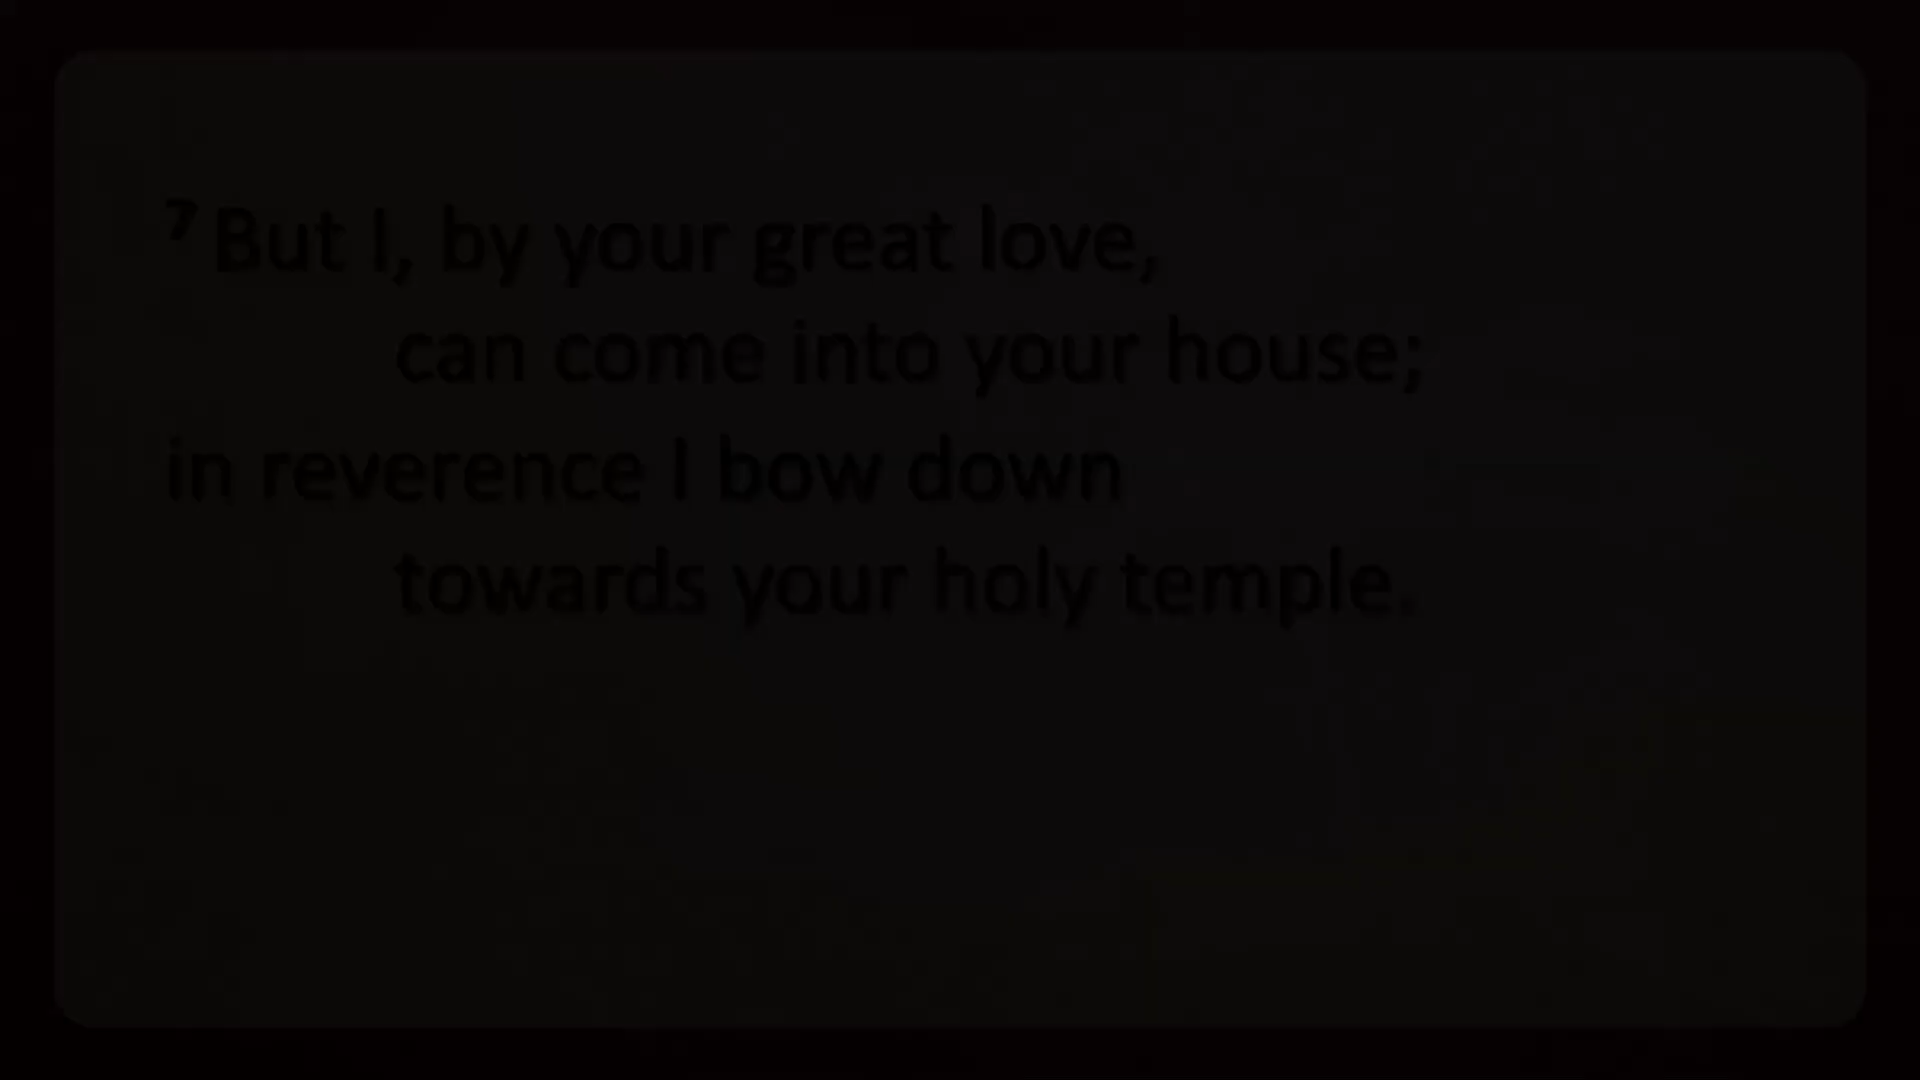 7 But I, by your great love,
can come into your house;
in reverence I bow down
towards your holy temple.